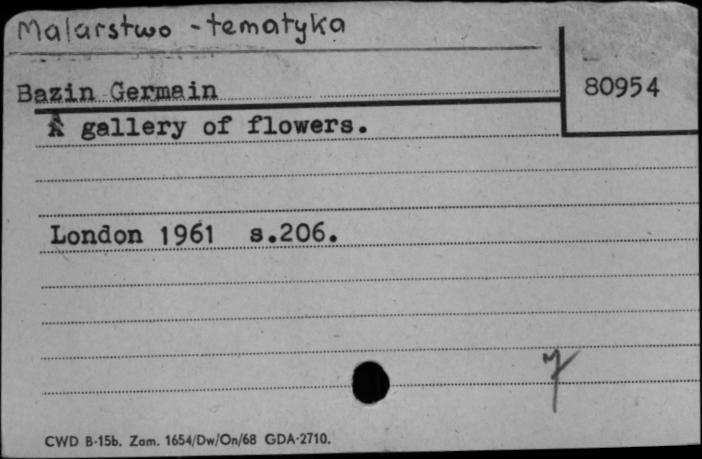 Malarstwo - tematyka
Bazin Germain
80954
A gallery of flowers.
London 1961 s.206.
7
CWD B-15b. Zam. 1654/Dw/On/68 GDA-2710.